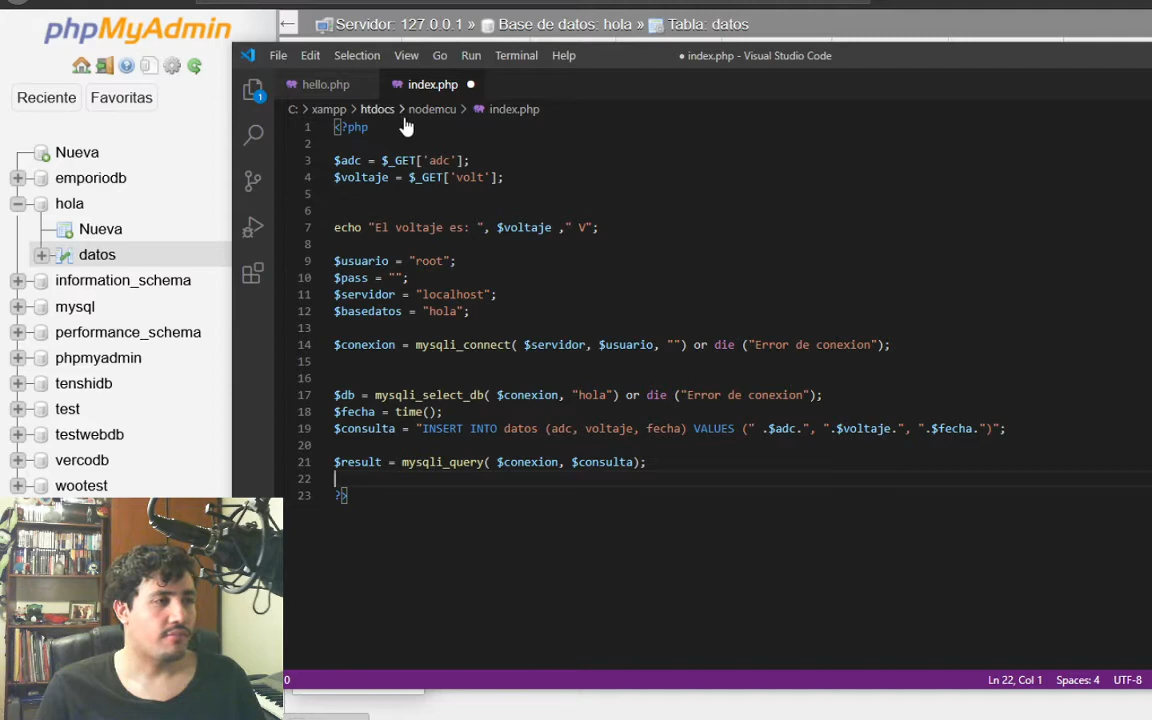 phpMyAdmin
Servidor: 127.0.0.1 » Base de datos: hola » Tabla: datos
File Edit Selection View Go Run Terminal Help
● index.php - Visual Studio Code
Reciente Favoritas
hello.php
index.php ●
1
C: > xampp > htdocs > nodemcu > index.php
Nueva
emporiodb
hola
Nueva
datos
information_schema
mysql
performance_schema
phpmyadmin
tenshidb
test
testwebdb
vercodb
wootest
1 <?php
2
3 $adc = $_GET['adc'];
4 $voltaje = $_GET['volt'];
5
6
7 echo "El voltaje es: ", $voltaje ," V";
8
9 $usuario = "root";
10 $pass = "";
11 $servidor = "localhost";
12 $basedatos = "hola";
13
14 $conexion = mysqli_connect( $servidor, $usuario, "") or die ("Error de conexion");
15
16
17 $db = mysqli_select_db( $conexion, "hola") or die ("Error de conexion");
18 $fecha = time();
19 $consulta = "INSERT INTO datos (adc, voltaje, fecha) VALUES (" .$adc.", ".$voltaje.", ".$fecha.")";
20
21 $result = mysqli_query( $conexion, $consulta);
22
23 ?>
0
Ln 22, Col 1 Spaces: 4 UTF-8